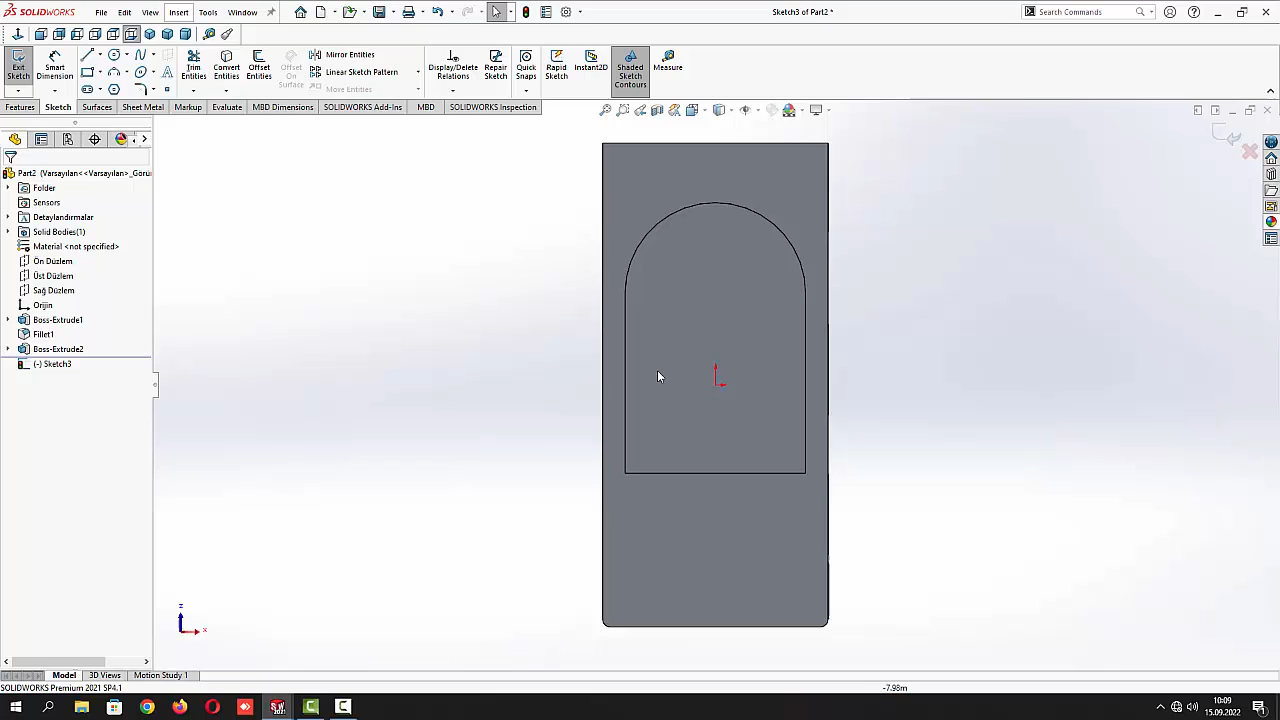 SOLIDWORKS File Edit View Insert Tools Window Sketch3 of Part2 * Search Commands
Exit Sketch
Smart Dimension
Trim Entities
Convert Entities
Offset Entities
Offset On Surface
Mirror Entities
Linear Sketch Pattern
Move Entities
Display/Delete Relations
Repair Sketch
Quick Snaps
Rapid Sketch
Instant2D
Shaded Sketch Contours
Measure
Features Sketch Surfaces Sheet Metal Markup Evaluate MBD Dimensions SOLIDWORKS Add-Ins MBD SOLIDWORKS Inspection
Part2 (Varsayılan<<Varsayılan>_Görü
Folder
Sensors
Detaylandırmalar
Solid Bodies(1)
Material <not specified>
Ön Düzlem
Üst Düzlem
Sağ Düzlem
Orijin
Boss-Extrude1
Fillet1
Boss-Extrude2
(-) Sketch3
z
x
Model 3D Views Motion Study 1
SOLIDWORKS Premium 2021 SP4.1 -7.98m
10:09
15.09.2022